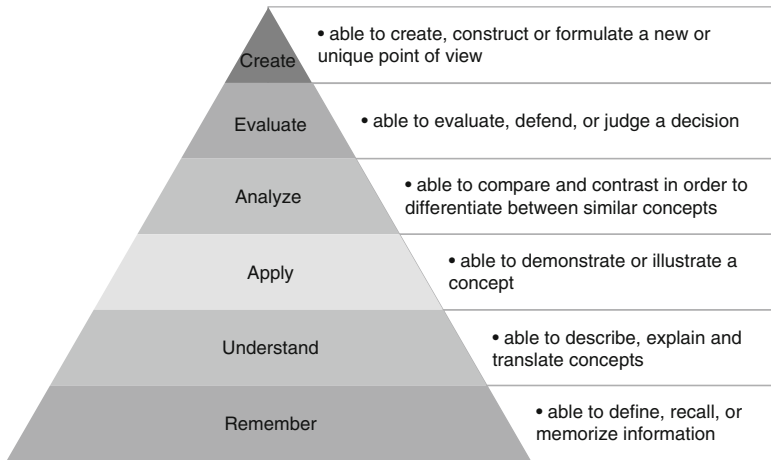 Create
• able to create, construct or formulate a new or
unique point of view
Evaluate
• able to evaluate, defend, or judge a decision
Analyze
• able to compare and contrast in order to
differentiate between similar concepts
Apply
• able to demonstrate or illustrate a
concept
Understand
• able to describe, explain and
translate concepts
Remember
• able to define, recall, or
memorize information